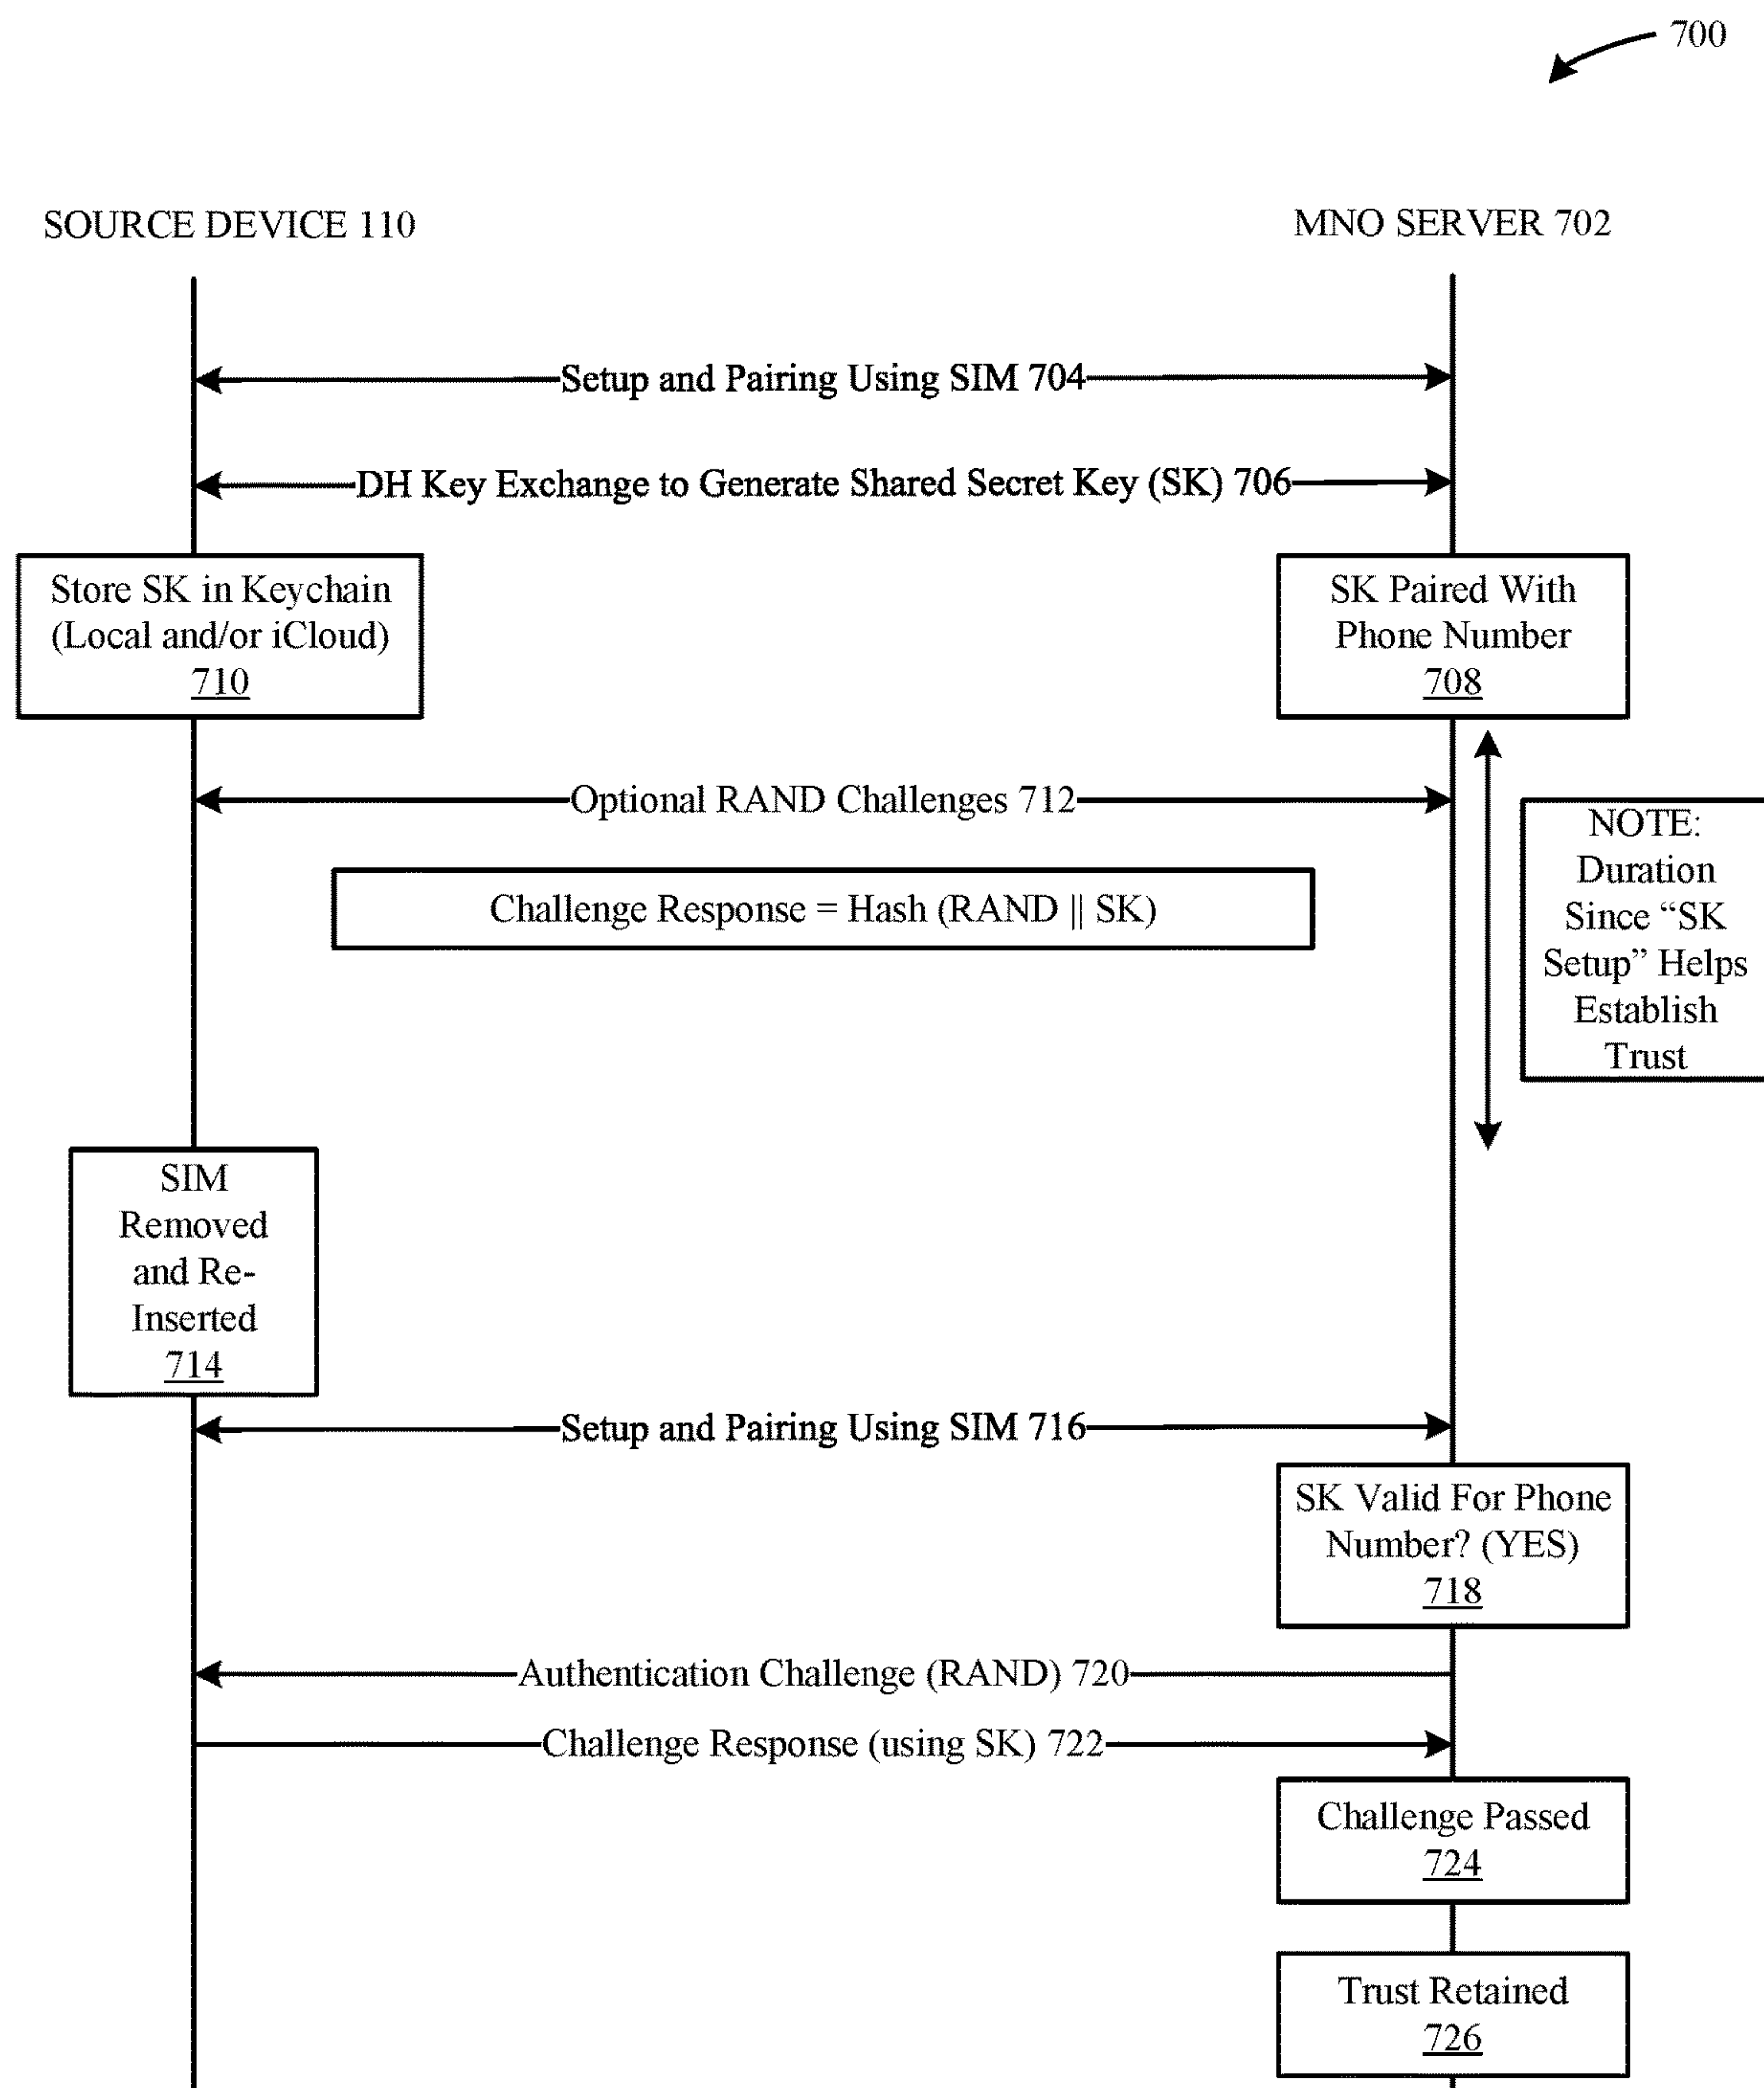 700
SOURCE DEVICE 110
MNO SERVER 702
Setup and Pairing Using SIM 704
DH Key Exchange to Generate Shared Secret Key (SK) 706
Store SK in Keychain
(Local and/or iCloud)
710
SK Paired With
Phone Number
708
Optional RAND Challenges 712
Challenge Response = Hash (RAND || SK)
NOTE:
Duration
Since “SK
Setup” Helps
Establish
Trust
SIM
Removed
and Re-
Inserted
714
Setup and Pairing Using SIM 716
SK Valid For Phone
Number? (YES)
718
Authentication Challenge (RAND) 720
Challenge Response (using SK) 722
Challenge Passed
724
Trust Retained
726